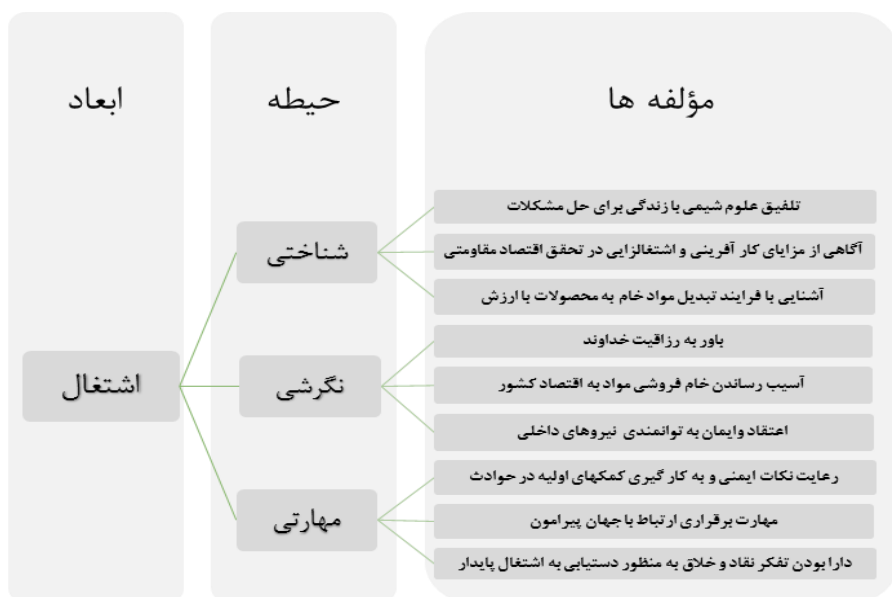 ابعاد
حیطه
مؤلفه ها
اشتغال
شناختی
تلفیق علوم شیمی با زندگی برای حل مشکلات
آگاهی از مزایای کار آفرینی و اشتغالزایی در تحقق اقتصاد مقاومتی
آشنایی با فرایند تبدیل مواد خام به محصولات با ارزش
نگرشی
باور به رزاقیت خداوند
آسیب رساندن خام فروشی مواد به اقتصاد کشور
اعتقاد وایمان به توانمندی نیروهای داخلی
مهارتی
رعایت نکات ایمنی و به کار گیری کمکهای اولیه در حوادث
مهارت برقراری ارتباط با جهان پیرامون
دارا بودن تفکر نقاد و خلاق به منظور دستیابی به اشتغال پایدار